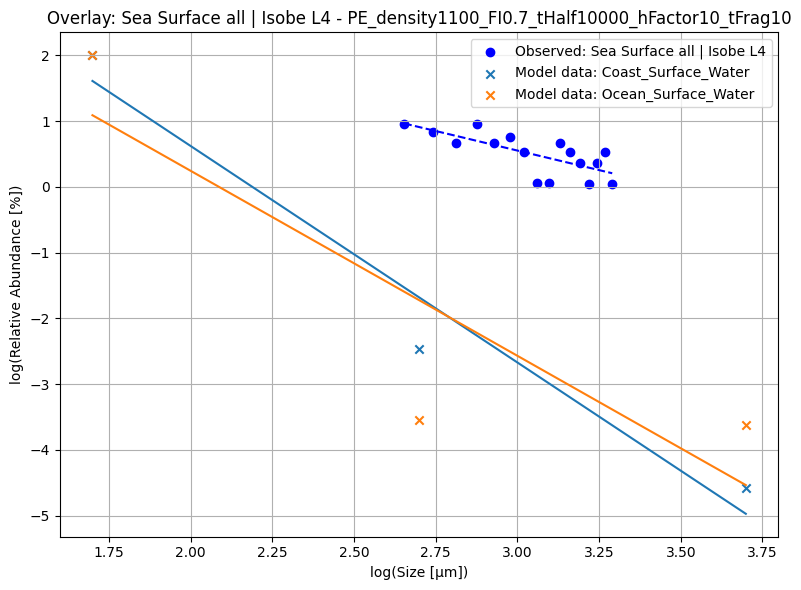 Overlay: Sea Surface all | Isobe L4 - PE_density1100_FI0.7_tHalf10000_hFactor10_tFrag10
Observed: Sea Surface all | Isobe L4
Model data: Coast_Surface_Water
Model data: Ocean_Surface_Water
log(Relative Abundance [%])
2
1
0
−1
−2
−3
−4
−5
1.75 2.00 2.25 2.50 2.75 3.00 3.25 3.50 3.75
log(Size [μm])